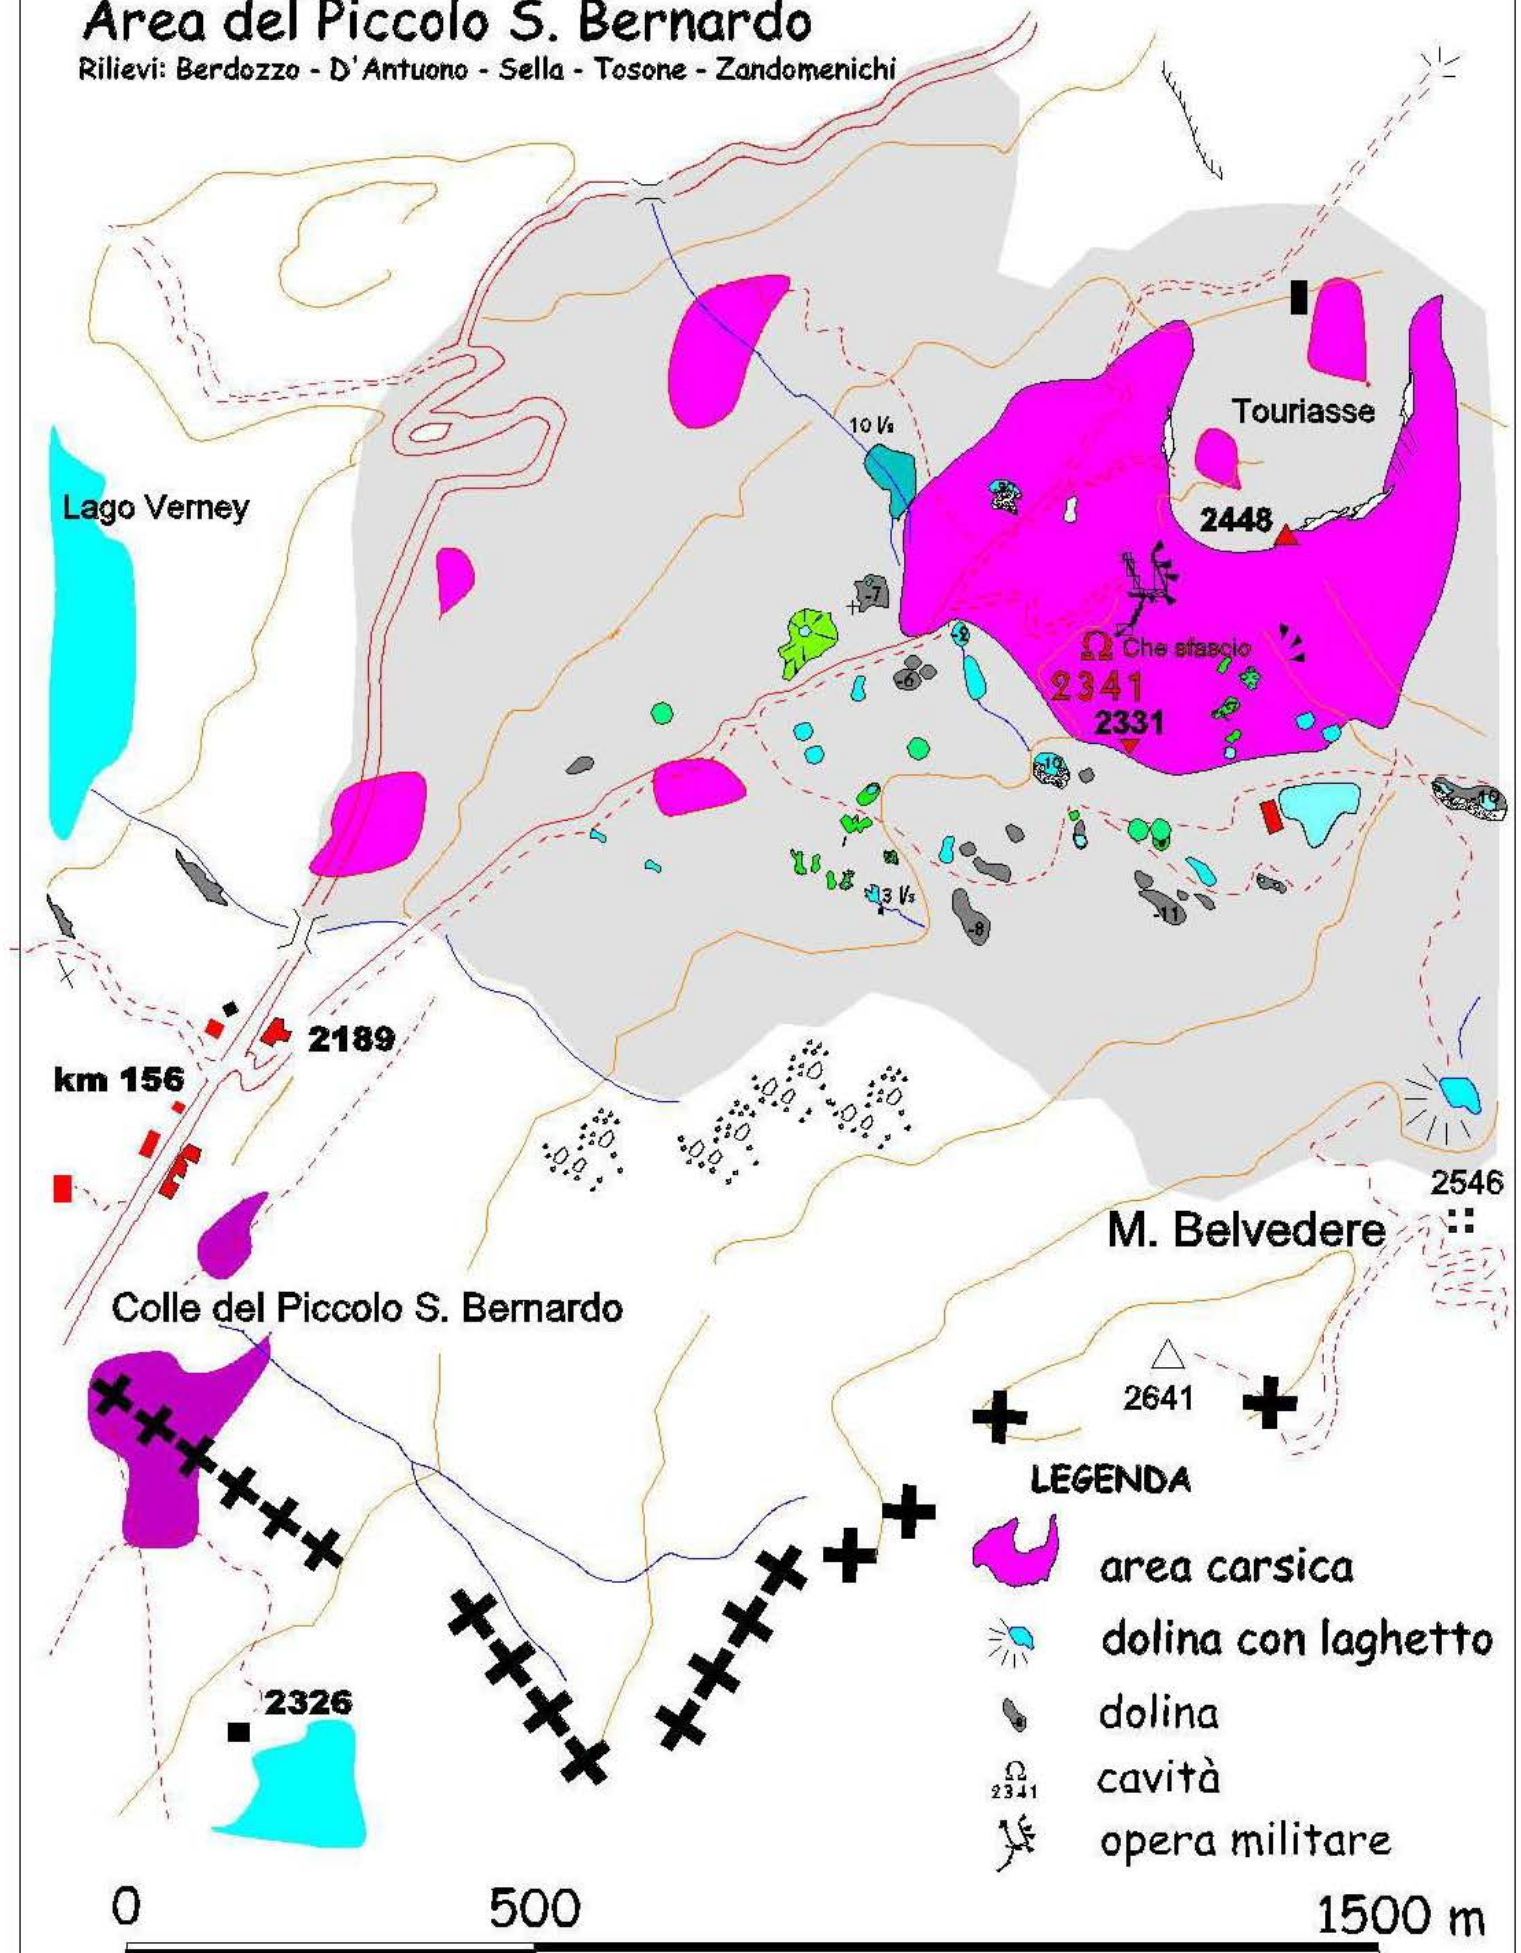 Area del Piccolo S. Bernardo
Rilievi: Berdozzo - D'Antuono - Sella - Tosone - Zandomenichi
10 l/s
Touriasse
Lago Verney
2448
-7
-2
Che sfascio
-6
2341
2331
-10
-10
3 l/s
-11
-8
2189
km 156
2546
M. Belvedere
Colle del Piccolo S. Bernardo
2641
LEGENDA
area carsica
dolina con laghetto
2326
dolina
Ω
2341
cavità
opera militare
0 500 1500 m